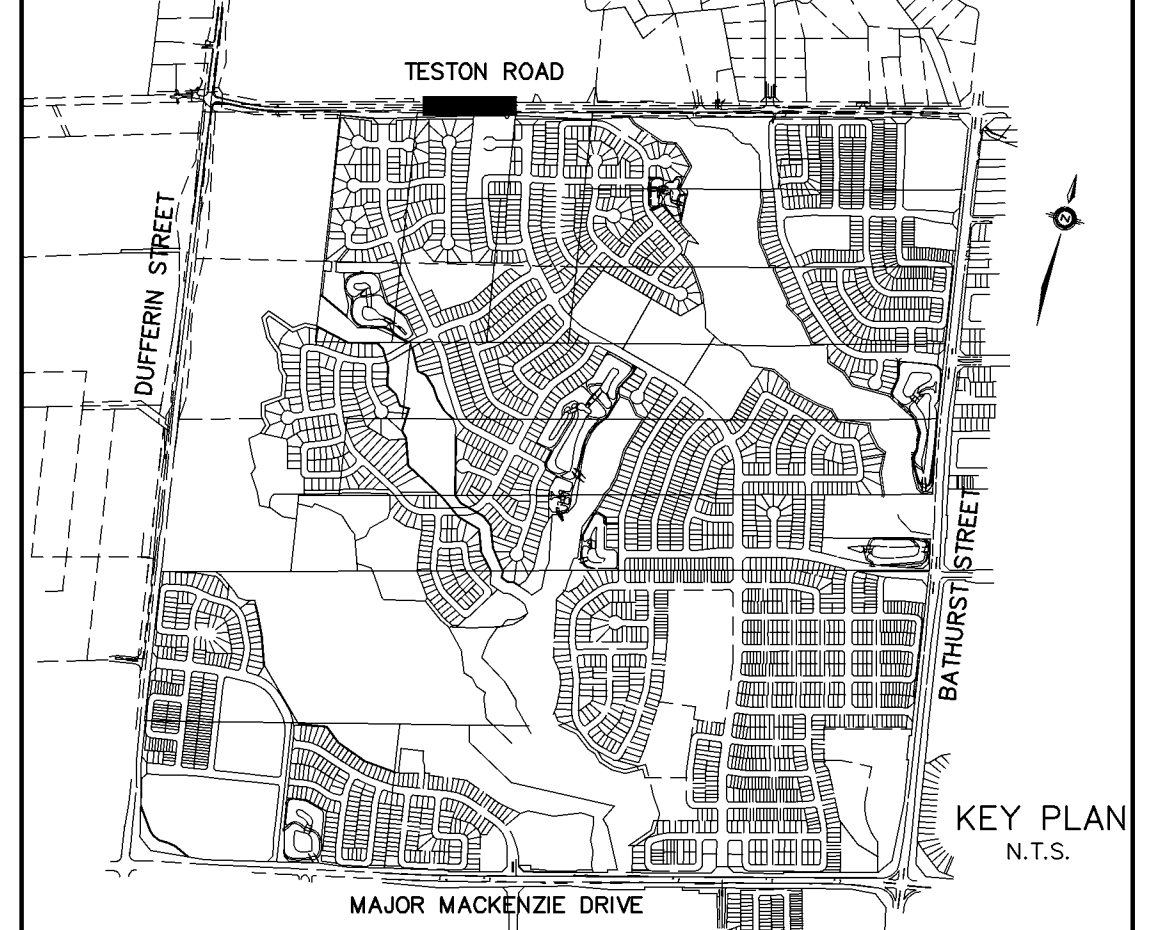 TESTON ROAD
DUFFERIN STREET
N
BATHURST STREET
KEY PLAN
N.T.S.
MAJOR MACKENZIE DRIVE